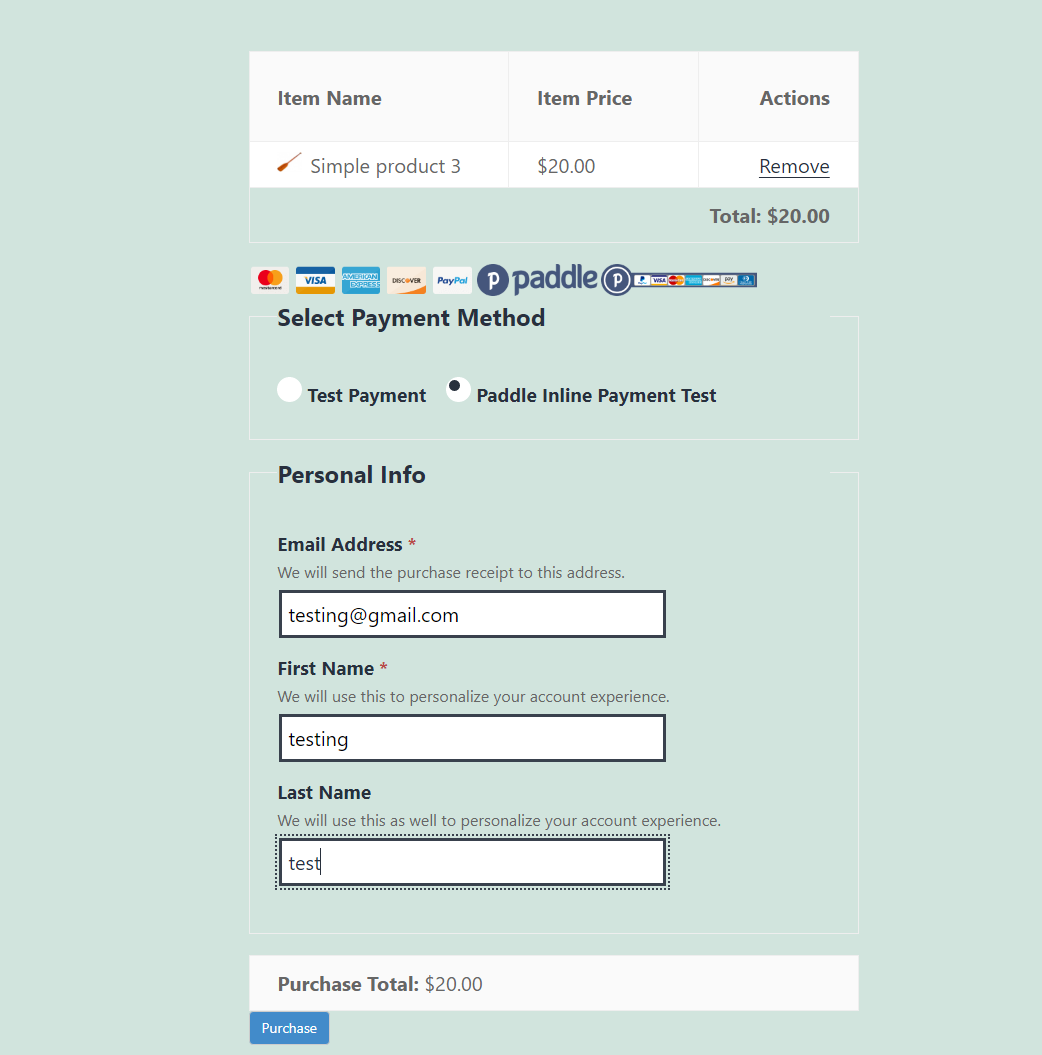 Item Name Item Price Actions
Simple product 3 $20.00 Remove
Total: $20.00
mastercard VISA AMERICAN EXPRESS DISCOVER PayPal P paddle P VISA
Select Payment Method
Test Payment Paddle Inline Payment Test
Personal Info
Email Address *
We will send the purchase receipt to this address.
testing@gmail.com
First Name *
We will use this to personalize your account experience.
testing
Last Name
We will use this as well to personalize your account experience.
test
Purchase Total: $20.00
Purchase